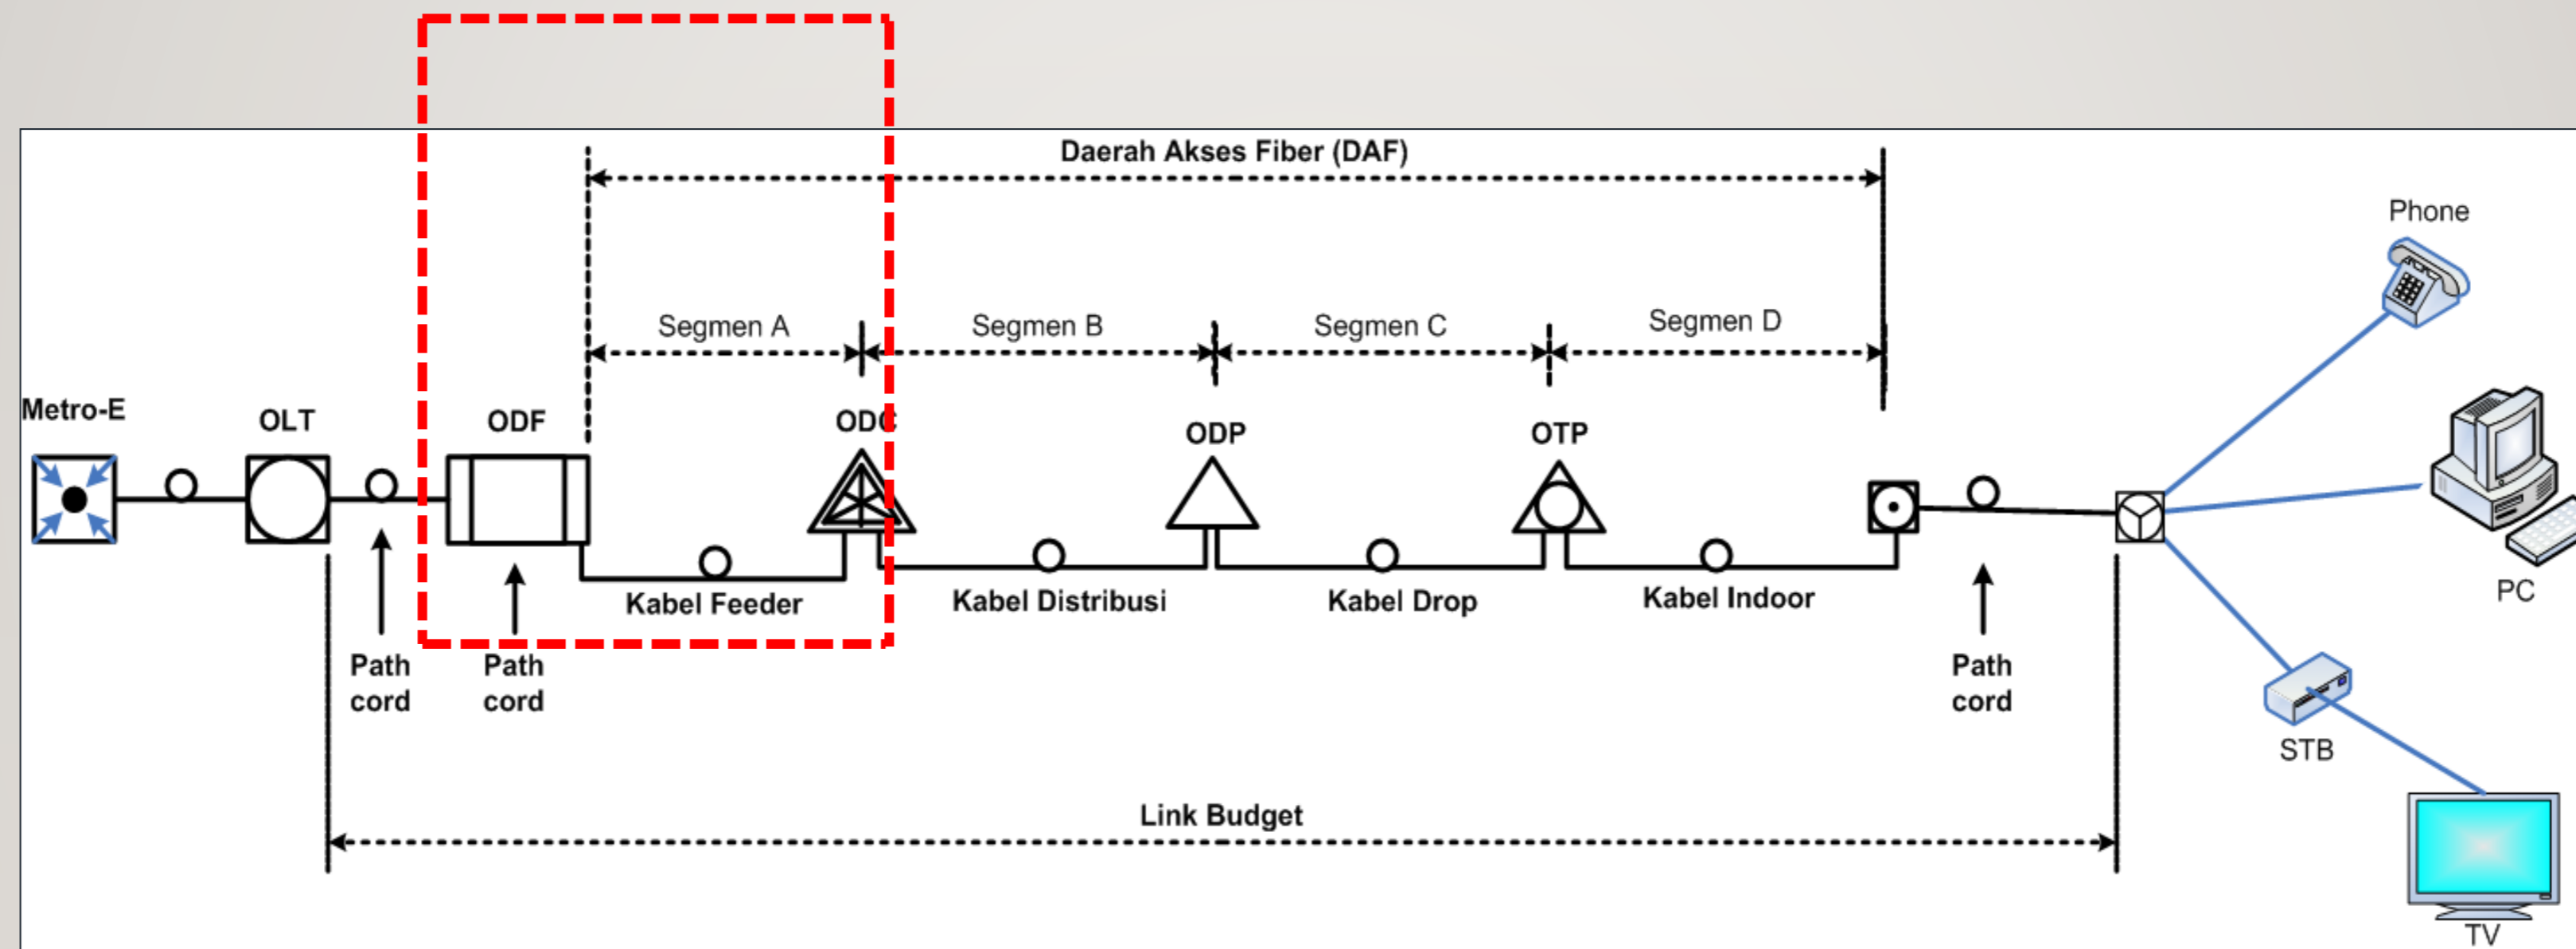 Daerah Akses Fiber (DAF)
Phone
Segmen A
Segmen B
Segmen C
Segmen D
Metro-E
OLT
ODF
ODC
ODP
OTP
Kabel Feeder
Kabel Distribusi
Kabel Drop
Kabel Indoor
PC
Path
cord
Path
cord
Path
cord
STB
Link Budget
TV